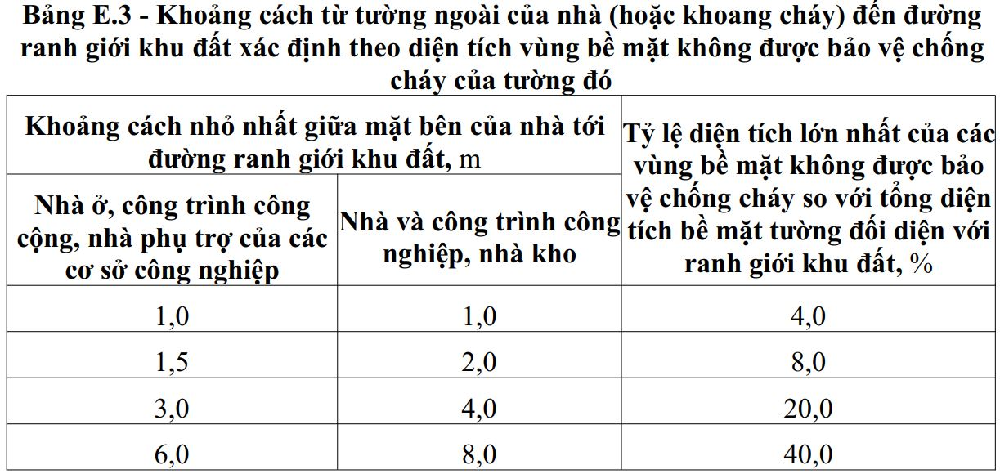 Bảng E.3 - Khoảng cách từ tường ngoài của nhà (hoặc khoang cháy) đến đường
ranh giới khu đất xác định theo diện tích vùng bề mặt không được bảo vệ chống
cháy của tường đó
Khoảng cách nhỏ nhất giữa mặt bên của nhà tới
đường ranh giới khu đất, m
Tỷ lệ diện tích lớn nhất của các
vùng bề mặt không được bảo
vệ chống cháy so với tổng diện
tích bề mặt tường đối diện với
ranh giới khu đất, %
Nhà ở, công trình công
cộng, nhà phụ trợ của các
cơ sở công nghiệp
Nhà và công trình công
nghiệp, nhà kho
1,0 1,0 4,0
1,5 2,0 8,0
3,0 4,0 20,0
6,0 8,0 40,0